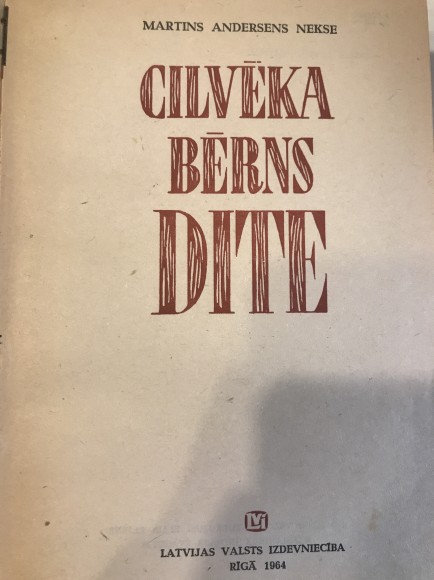 MARTINS ANDERSENS NEKSE
CILVĒKA
BĒRNS
DITE
LVI
LATVIJAS VALSTS IZDEVNIECĪBA
RĪGĀ 1964